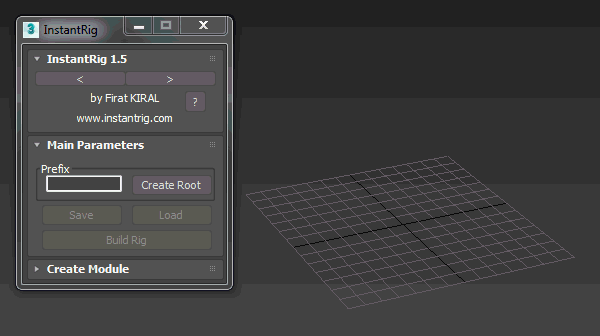 InstantRig
InstantRig 1.5
< >
by Firat KIRAL ?
www.instantrig.com
Main Parameters
Prefix
Create Root
Save Load
Build Rig
Create Module